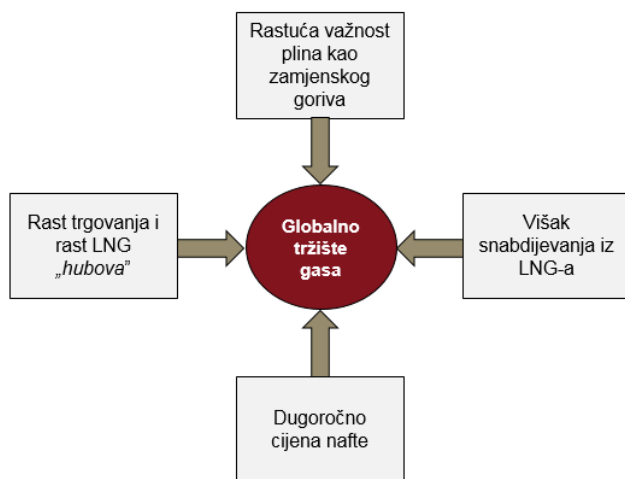 Rastuća važnost
plina kao
zamjenskog
goriva
Rast trgovanja i
rast LNG
„hubova”
Globalno
tržište
gasa
Višak
snabdijevanja iz
LNG-a
Dugoročno
cijena nafte